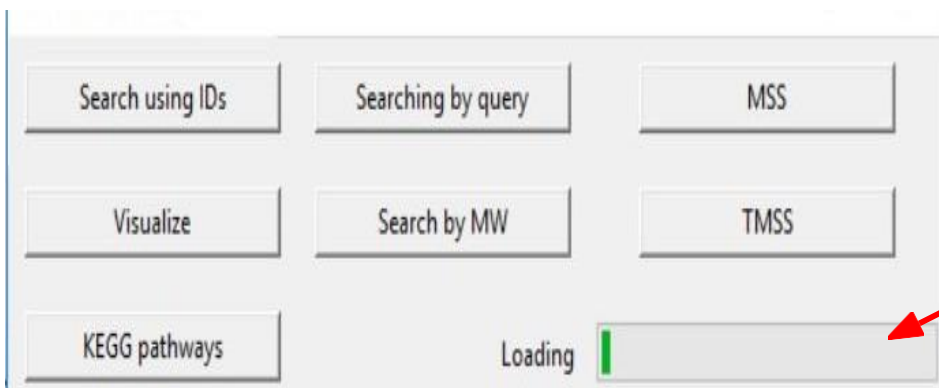 Search using IDs
Searching by query
MSS
Visualize
Search by MW
TMSS
KEGG pathways
Loading